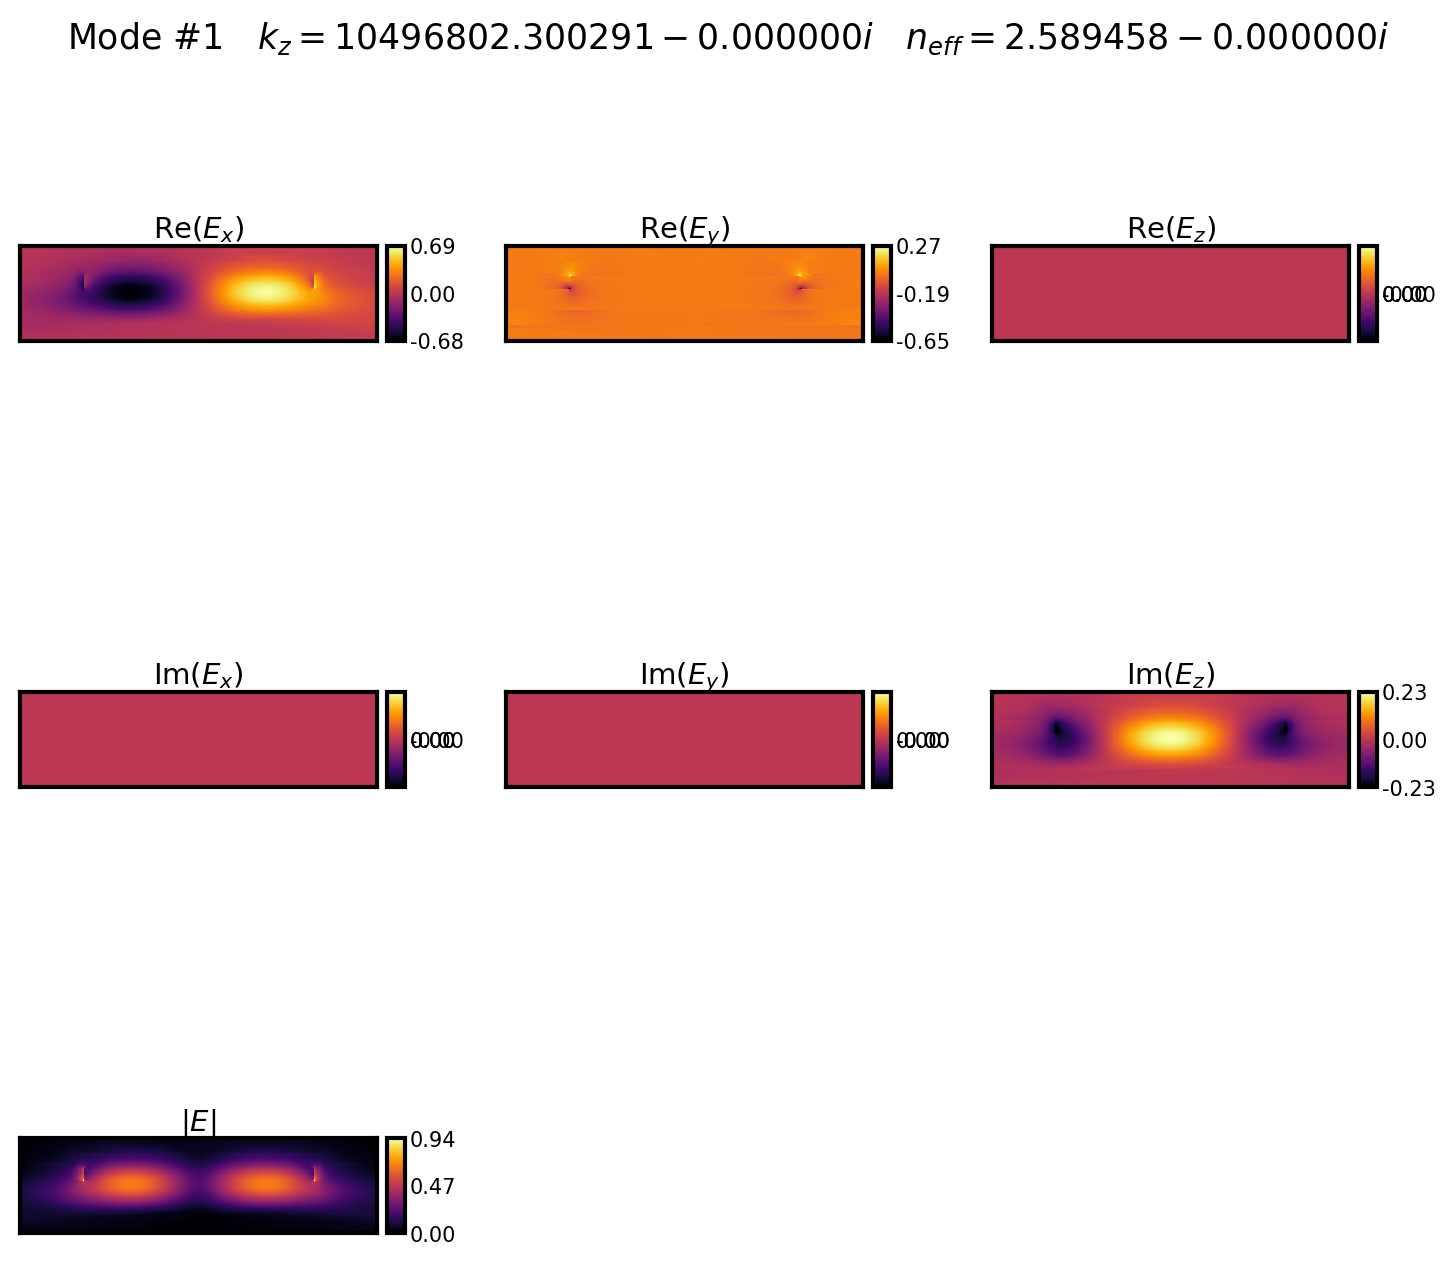 Mode #1 k_z = 10496802.300291 − 0.000000i n_eff = 2.589458 − 0.000000i
Re(E_x) Re(E_y) Re(E_z)
0.69 0.27
0.00 -0.19
-0.68 -0.65
Im(E_x) Im(E_y) Im(E_z)
0.23
0.00
-0.23
|E|
0.94
0.47
0.00